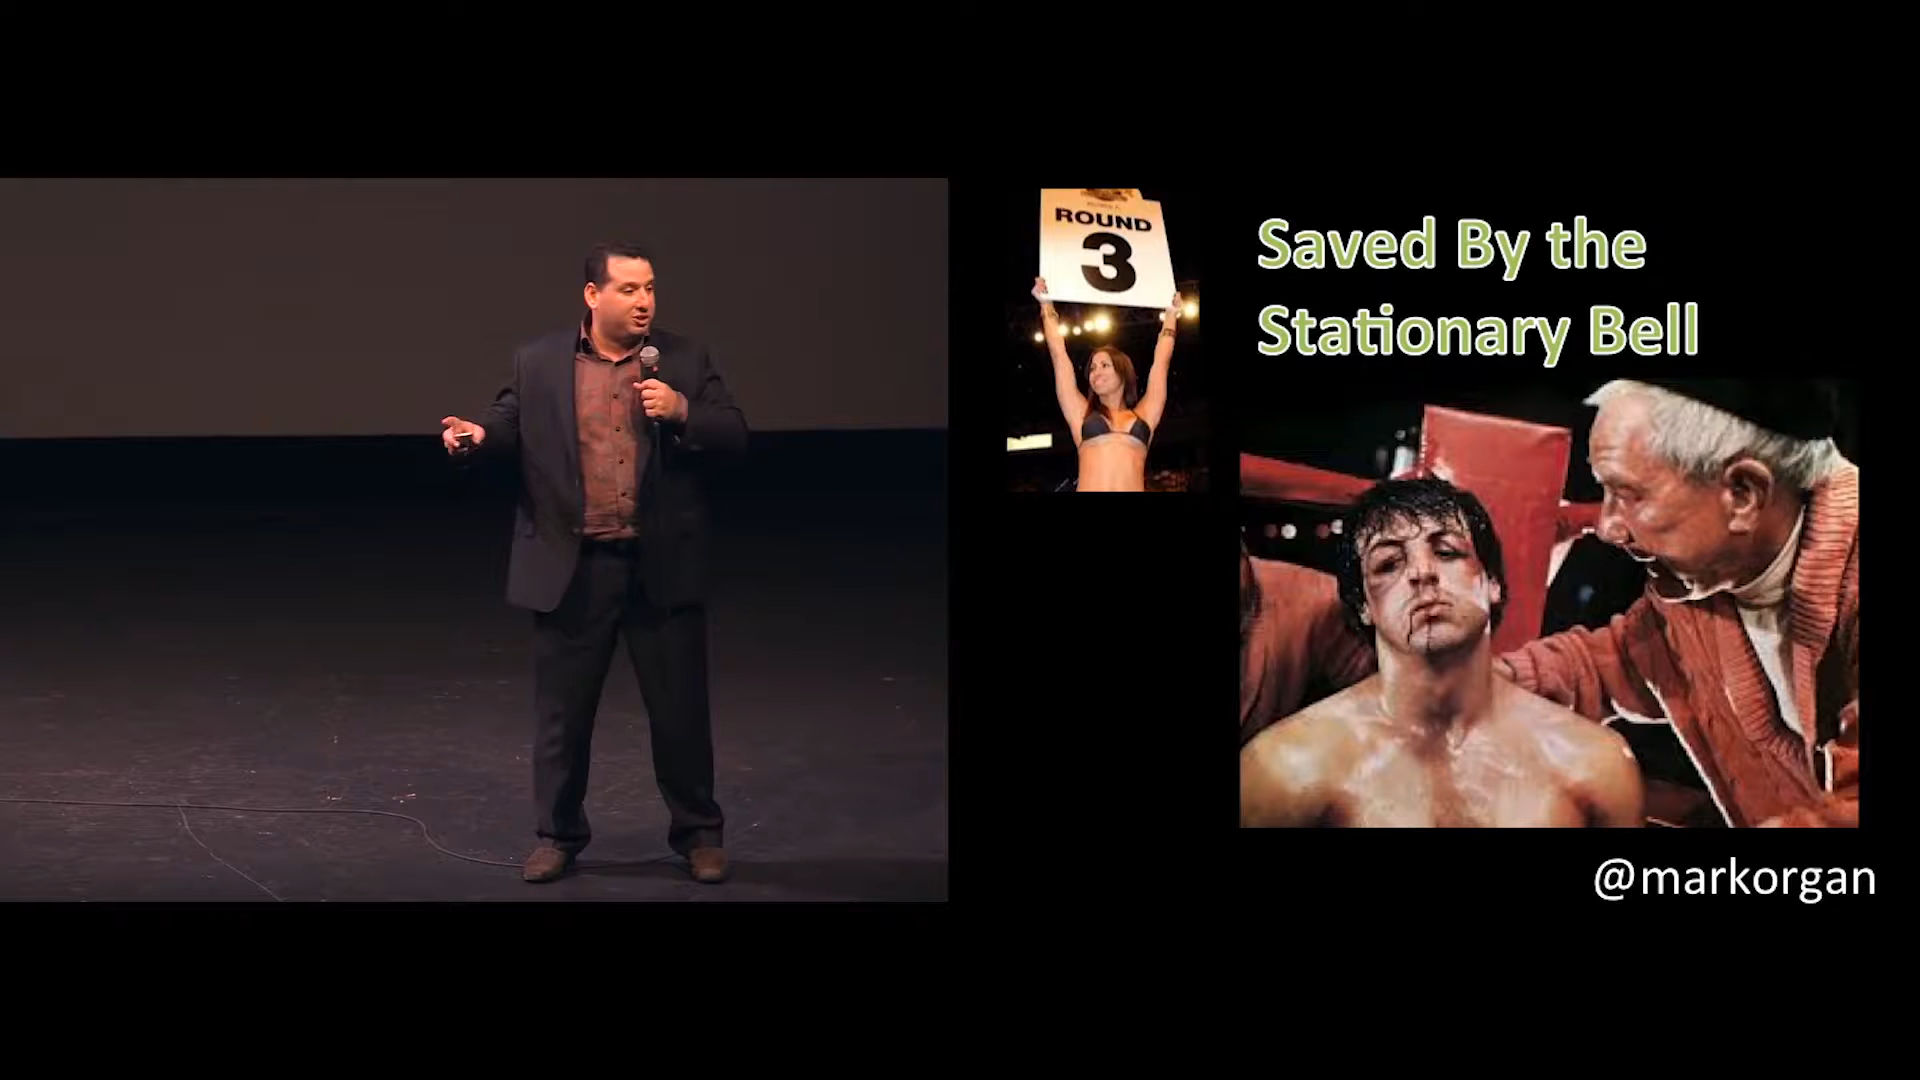 ROUND
3
Saved By the
Stationary Bell
@markorgan